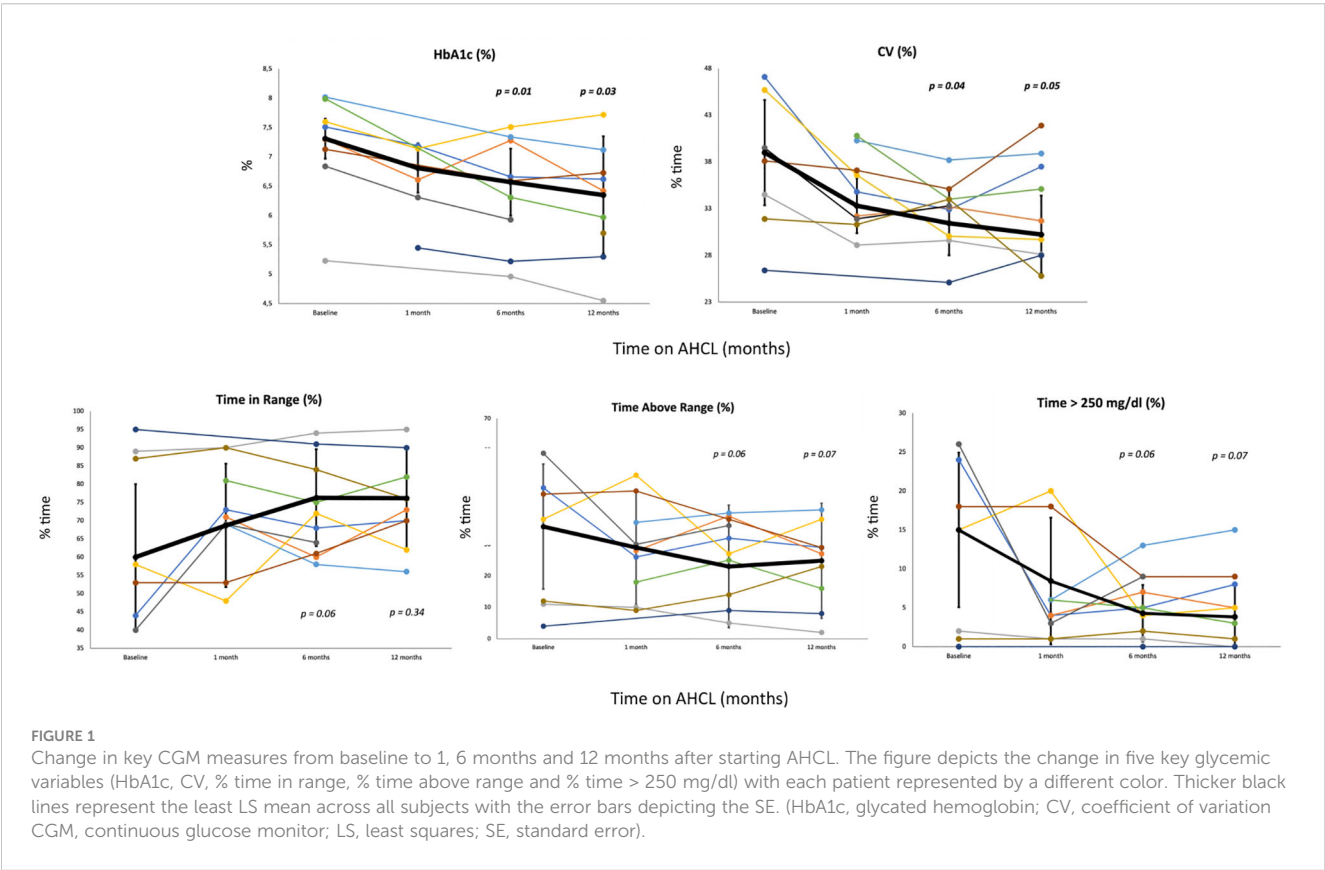 HbA1c (%)
8,5
8
7,5
7
6,5
6
5,5
5
4,5
%
p = 0.01
p = 0.03
Baseline
1 month
6 months
12 months
CV (%)
48
43
38
33
28
23
% time
p = 0.04
p = 0.05
Baseline
1 month
6 months
12 months
Time on AHCL (months)
Time in Range (%)
100
95
90
85
80
75
70
65
60
55
50
45
40
35
% time
p = 0.06
p = 0.34
Baseline
1 month
6 months
12 months
Time Above Range (%)
70
20
10
0
% time
p = 0.06
p = 0.07
Baseline
1 month
6 months
12 months
Time > 250 mg/dl (%)
30
25
20
15
10
5
0
% time
p = 0.06
p = 0.07
Baseline
1 month
6 months
12 months
Time on AHCL (months)
FIGURE 1
Change in key CGM measures from baseline to 1, 6 months and 12 months after starting AHCL. The figure depicts the change in five key glycemic
variables (HbA1c, CV, % time in range, % time above range and % time > 250 mg/dl) with each patient represented by a different color. Thicker black
lines represent the least LS mean across all subjects with the error bars depicting the SE. (HbA1c, glycated hemoglobin; CV, coefficient of variation
CGM, continuous glucose monitor; LS, least squares; SE, standard error).